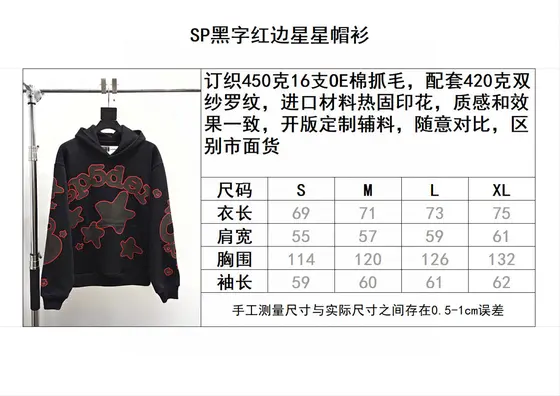 SP黑字红边星星帽衫
订织450克16支OE棉抓毛，配套420克双
纱罗纹，进口材料热固印花，质感和效
果一致，开版定制辅料，随意对比，区
别市面货
尺码 S M L XL
衣长 69 71 73 75
肩宽 55 57 59 61
胸围 114 120 126 132
袖长 59 60 61 62
手工测量尺寸与实际尺寸之间存在0.5-1cm误差